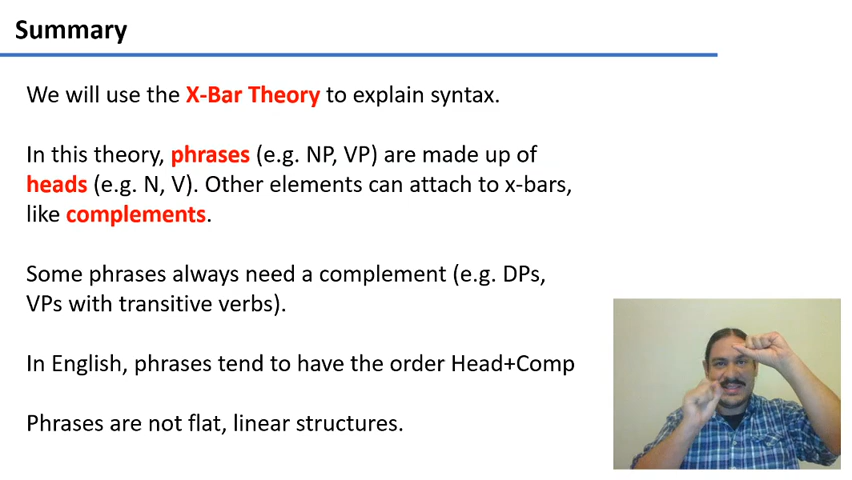 Summary
We will use the X-Bar Theory to explain syntax.
In this theory, phrases (e.g. NP, VP) are made up of
heads (e.g. N, V). Other elements can attach to x-bars,
like complements.
Some phrases always need a complement (e.g. DPs,
VPs with transitive verbs).
In English, phrases tend to have the order Head+Comp
Phrases are not flat, linear structures.